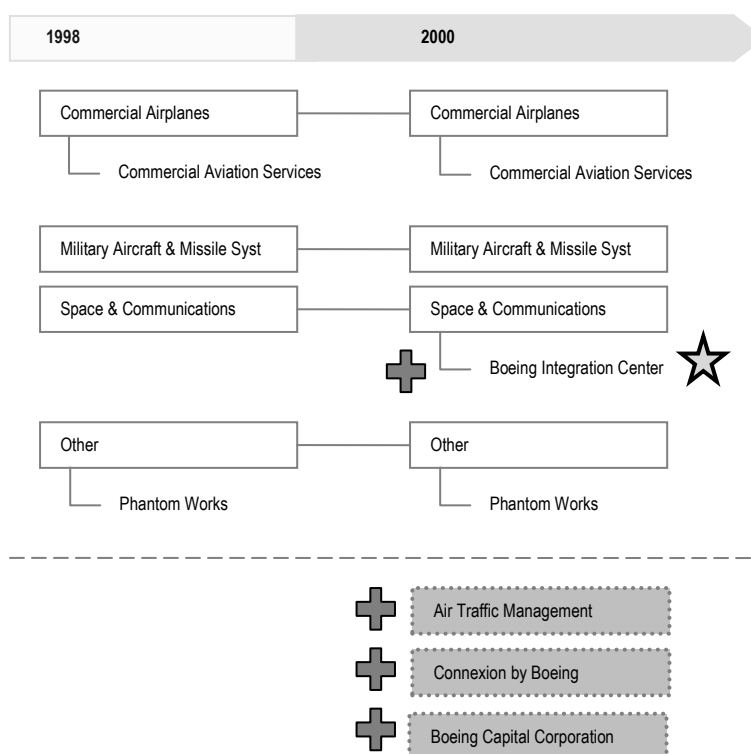 1998
2000
Commercial Airplanes
Commercial Airplanes
Commercial Aviation Services
Commercial Aviation Services
Military Aircraft & Missile Syst
Military Aircraft & Missile Syst
Space & Communications
Space & Communications
Boeing Integration Center
Other
Other
Phantom Works
Phantom Works
Air Traffic Management
Connexion by Boeing
Boeing Capital Corporation